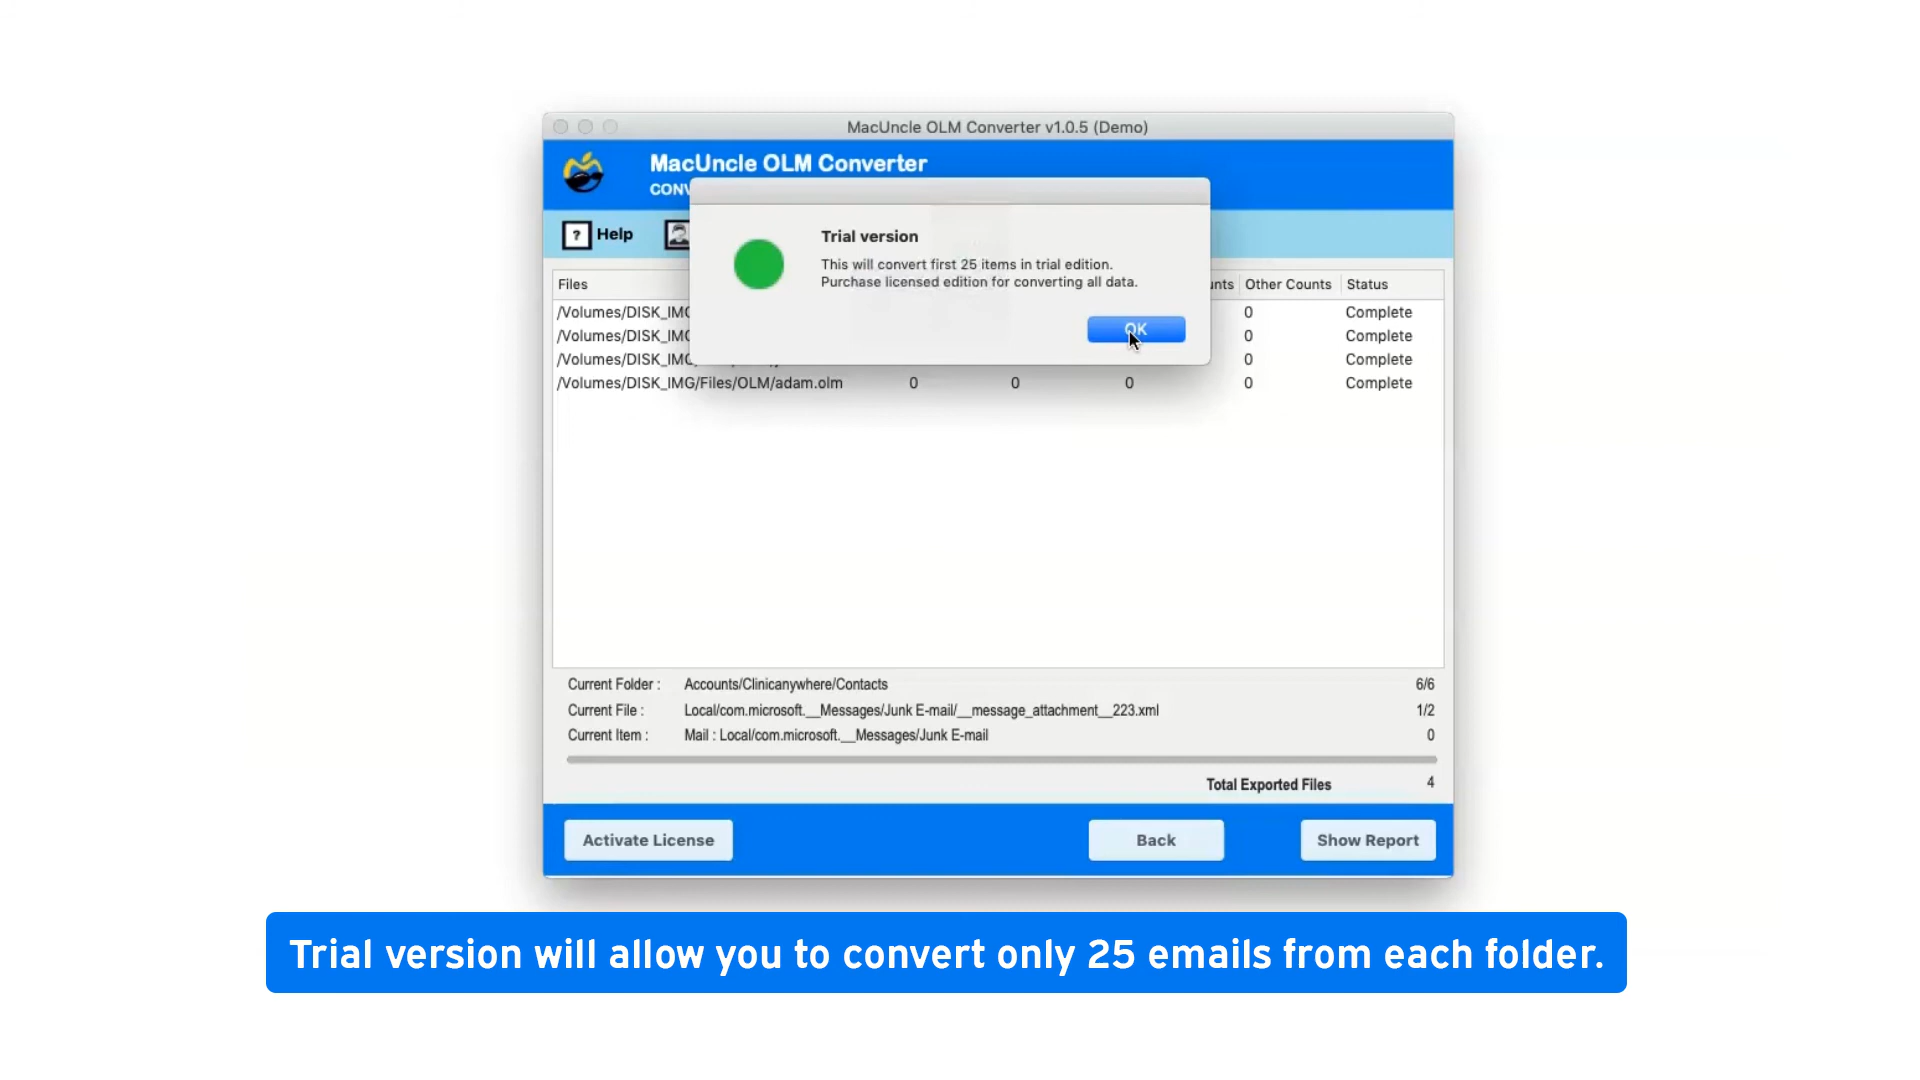 MacUncle OLM Converter v1.0.5 (Demo)
MacUncle OLM Converter
CONV
? Help
Trial version
This will convert first 25 items in trial edition.
Purchase licensed edition for converting all data.
OK
Files unts Other Counts Status
/Volumes/DISK_IMG 0 Complete
/Volumes/DISK_IMG 0 Complete
/Volumes/DISK_IMG 0 Complete
/Volumes/DISK_IMG/Files/OLM/adam.olm 0 0 0 0 Complete
Current Folder : Accounts/Clinicanywhere/Contacts 6/6
Current File : Local/com.microsoft.__Messages/Junk E-mail/__message_attachment__223.xml 1/2
Current Item : Mail : Local/com.microsoft.__Messages/Junk E-mail 0
Total Exported Files 4
Activate License Back Show Report
Trial version will allow you to convert only 25 emails from each folder.